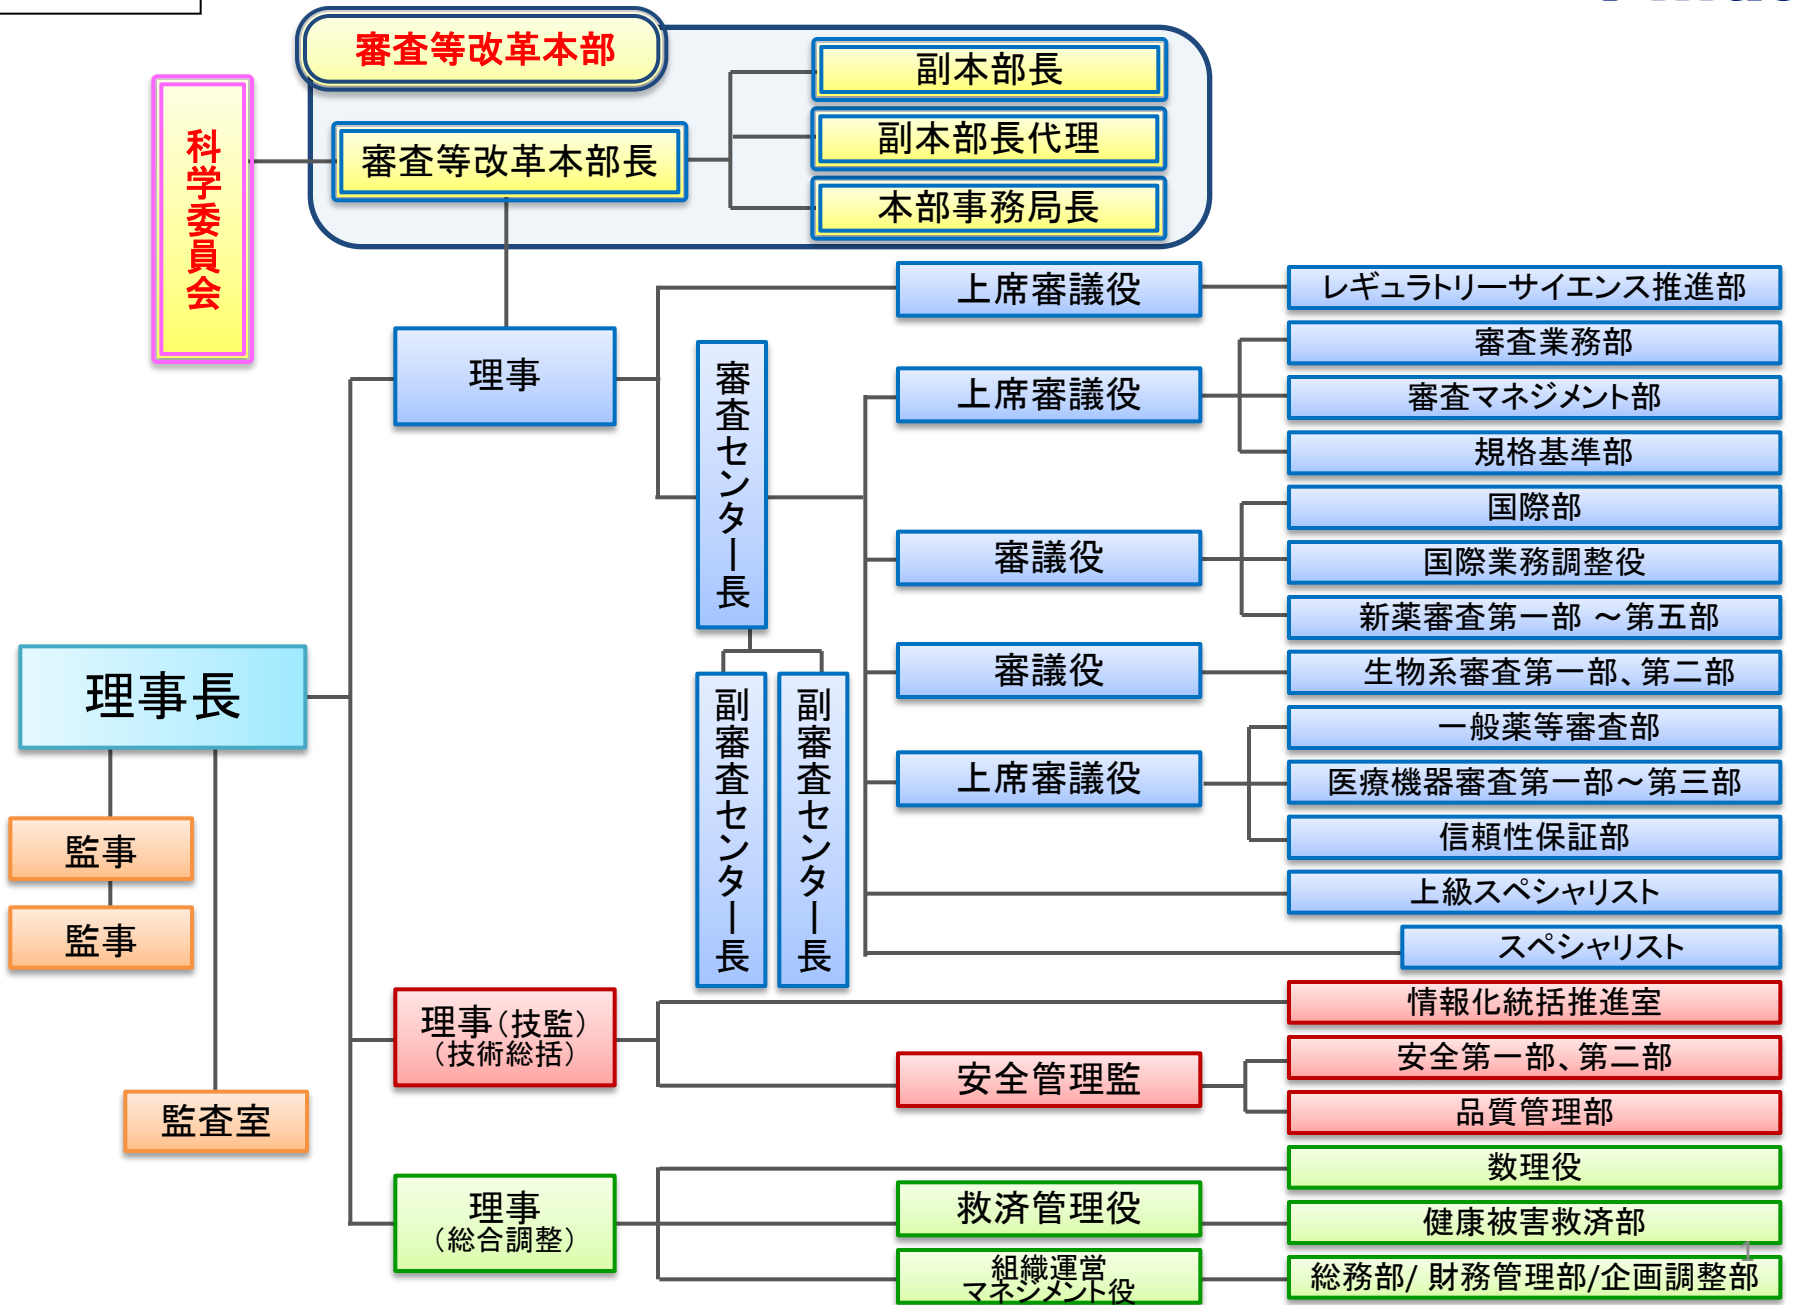 審査等改革本部
副本部長
副本部長代理
本部事務局長
審査等改革本部長
科学委員会
上席審議役
レギュラトリーサイエンス推進部
理事
審査センター長
上席審議役
審査業務部
審査マネジメント部
規格基準部
審議役
国際部
国際業務調整役
新薬審査第一部 ～第五部
審議役
生物系審査第一部、第二部
理事長
副審査センター長
副審査センター長
上席審議役
一般薬等審査部
医療機器審査第一部～第三部
信頼性保証部
上級スペシャリスト
スペシャリスト
監事
監事
監査室
理事（技監）
（技術総括）
情報化統括推進室
安全管理監
安全第一部、第二部
品質管理部
理事
（総合調整）
数理役
救済管理役
健康被害救済部
組織運営
マネジメント役
総務部/ 財務管理部/企画調整部
1